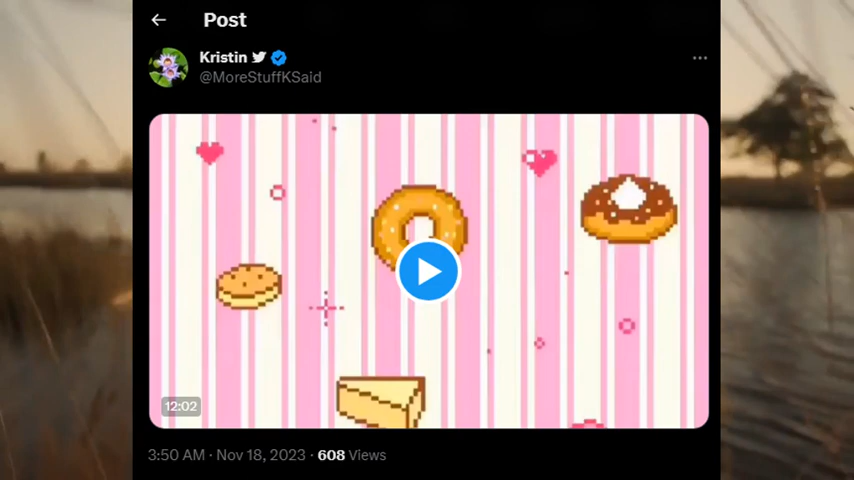 Post
Kristin
@MoreStuffKSaid
12:02
3:50 AM · Nov 18, 2023 · 608 Views